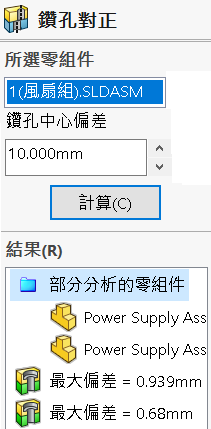 鑽孔對正
所選零組件
1(風扇組).SLDASM
鑽孔中心偏差
10.000mm
計算(C)
結果(R)
部分分析的零組件
Power Supply Ass
Power Supply Ass
最大偏差 = 0.939mm
最大偏差 = 0.68mm